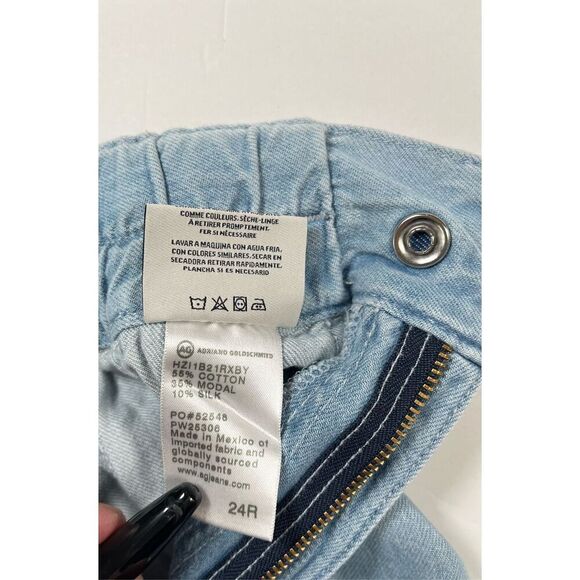 COMME COULEURS. SÈCHE-LINGE
À RETIRER PROMPTEMENT.
FER SI NÉCESSAIRE
LAVAR A MAQUINA CON AGUA FRIA,
CON COLORES SIMILARES. SECAR EN
SECADORA RETIRAR RAPIDAMENTE.
PLANCHA SI ES NECESARIO
AG ADRIANO GOLDSCHMIED
HZI1B21RXBY
55% COTTON
35% MODAL
10% SILK
PO#52546
PW25306
Made in Mexico of
imported fabric and
globally sourced
components
www.agjeans.com
24R